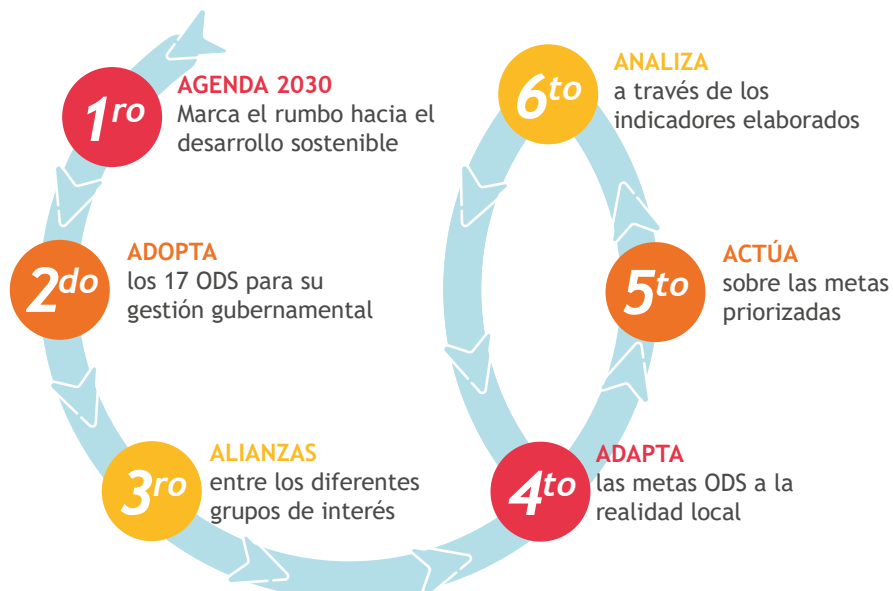 1ro
AGENDA 2030
Marca el rumbo hacia el
desarrollo sostenible
2do
ADOPTA
los 17 ODS para su
gestión gubernamental
3ro
ALIANZAS
entre los diferentes
grupos de interés
4to
ADAPTA
las metas ODS a la
realidad local
5to
ACTÚA
sobre las metas
priorizadas
6to
ANALIZA
a través de los
indicadores elaborados